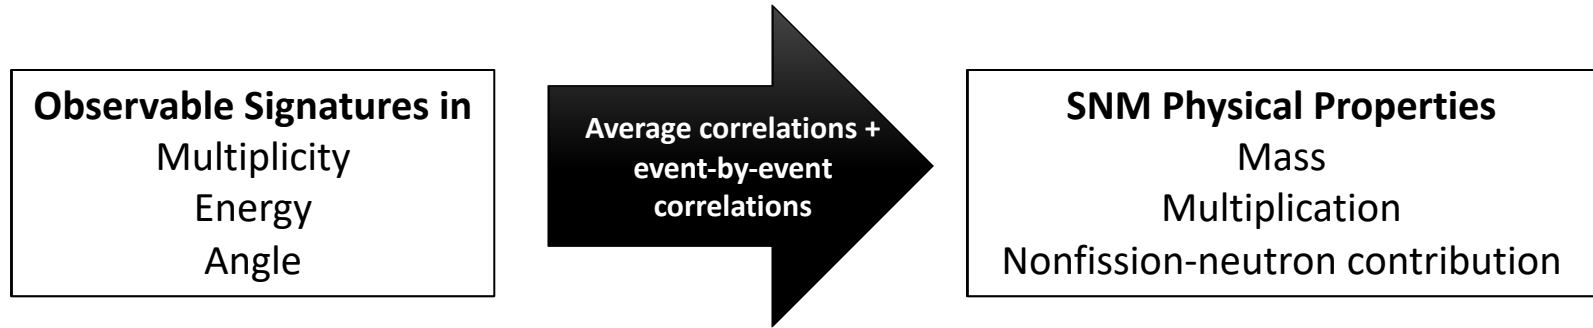 Observable Signatures in
Multiplicity
Energy
Angle
Average correlations +
event-by-event
correlations
SNM Physical Properties
Mass
Multiplication
Nonfission-neutron contribution